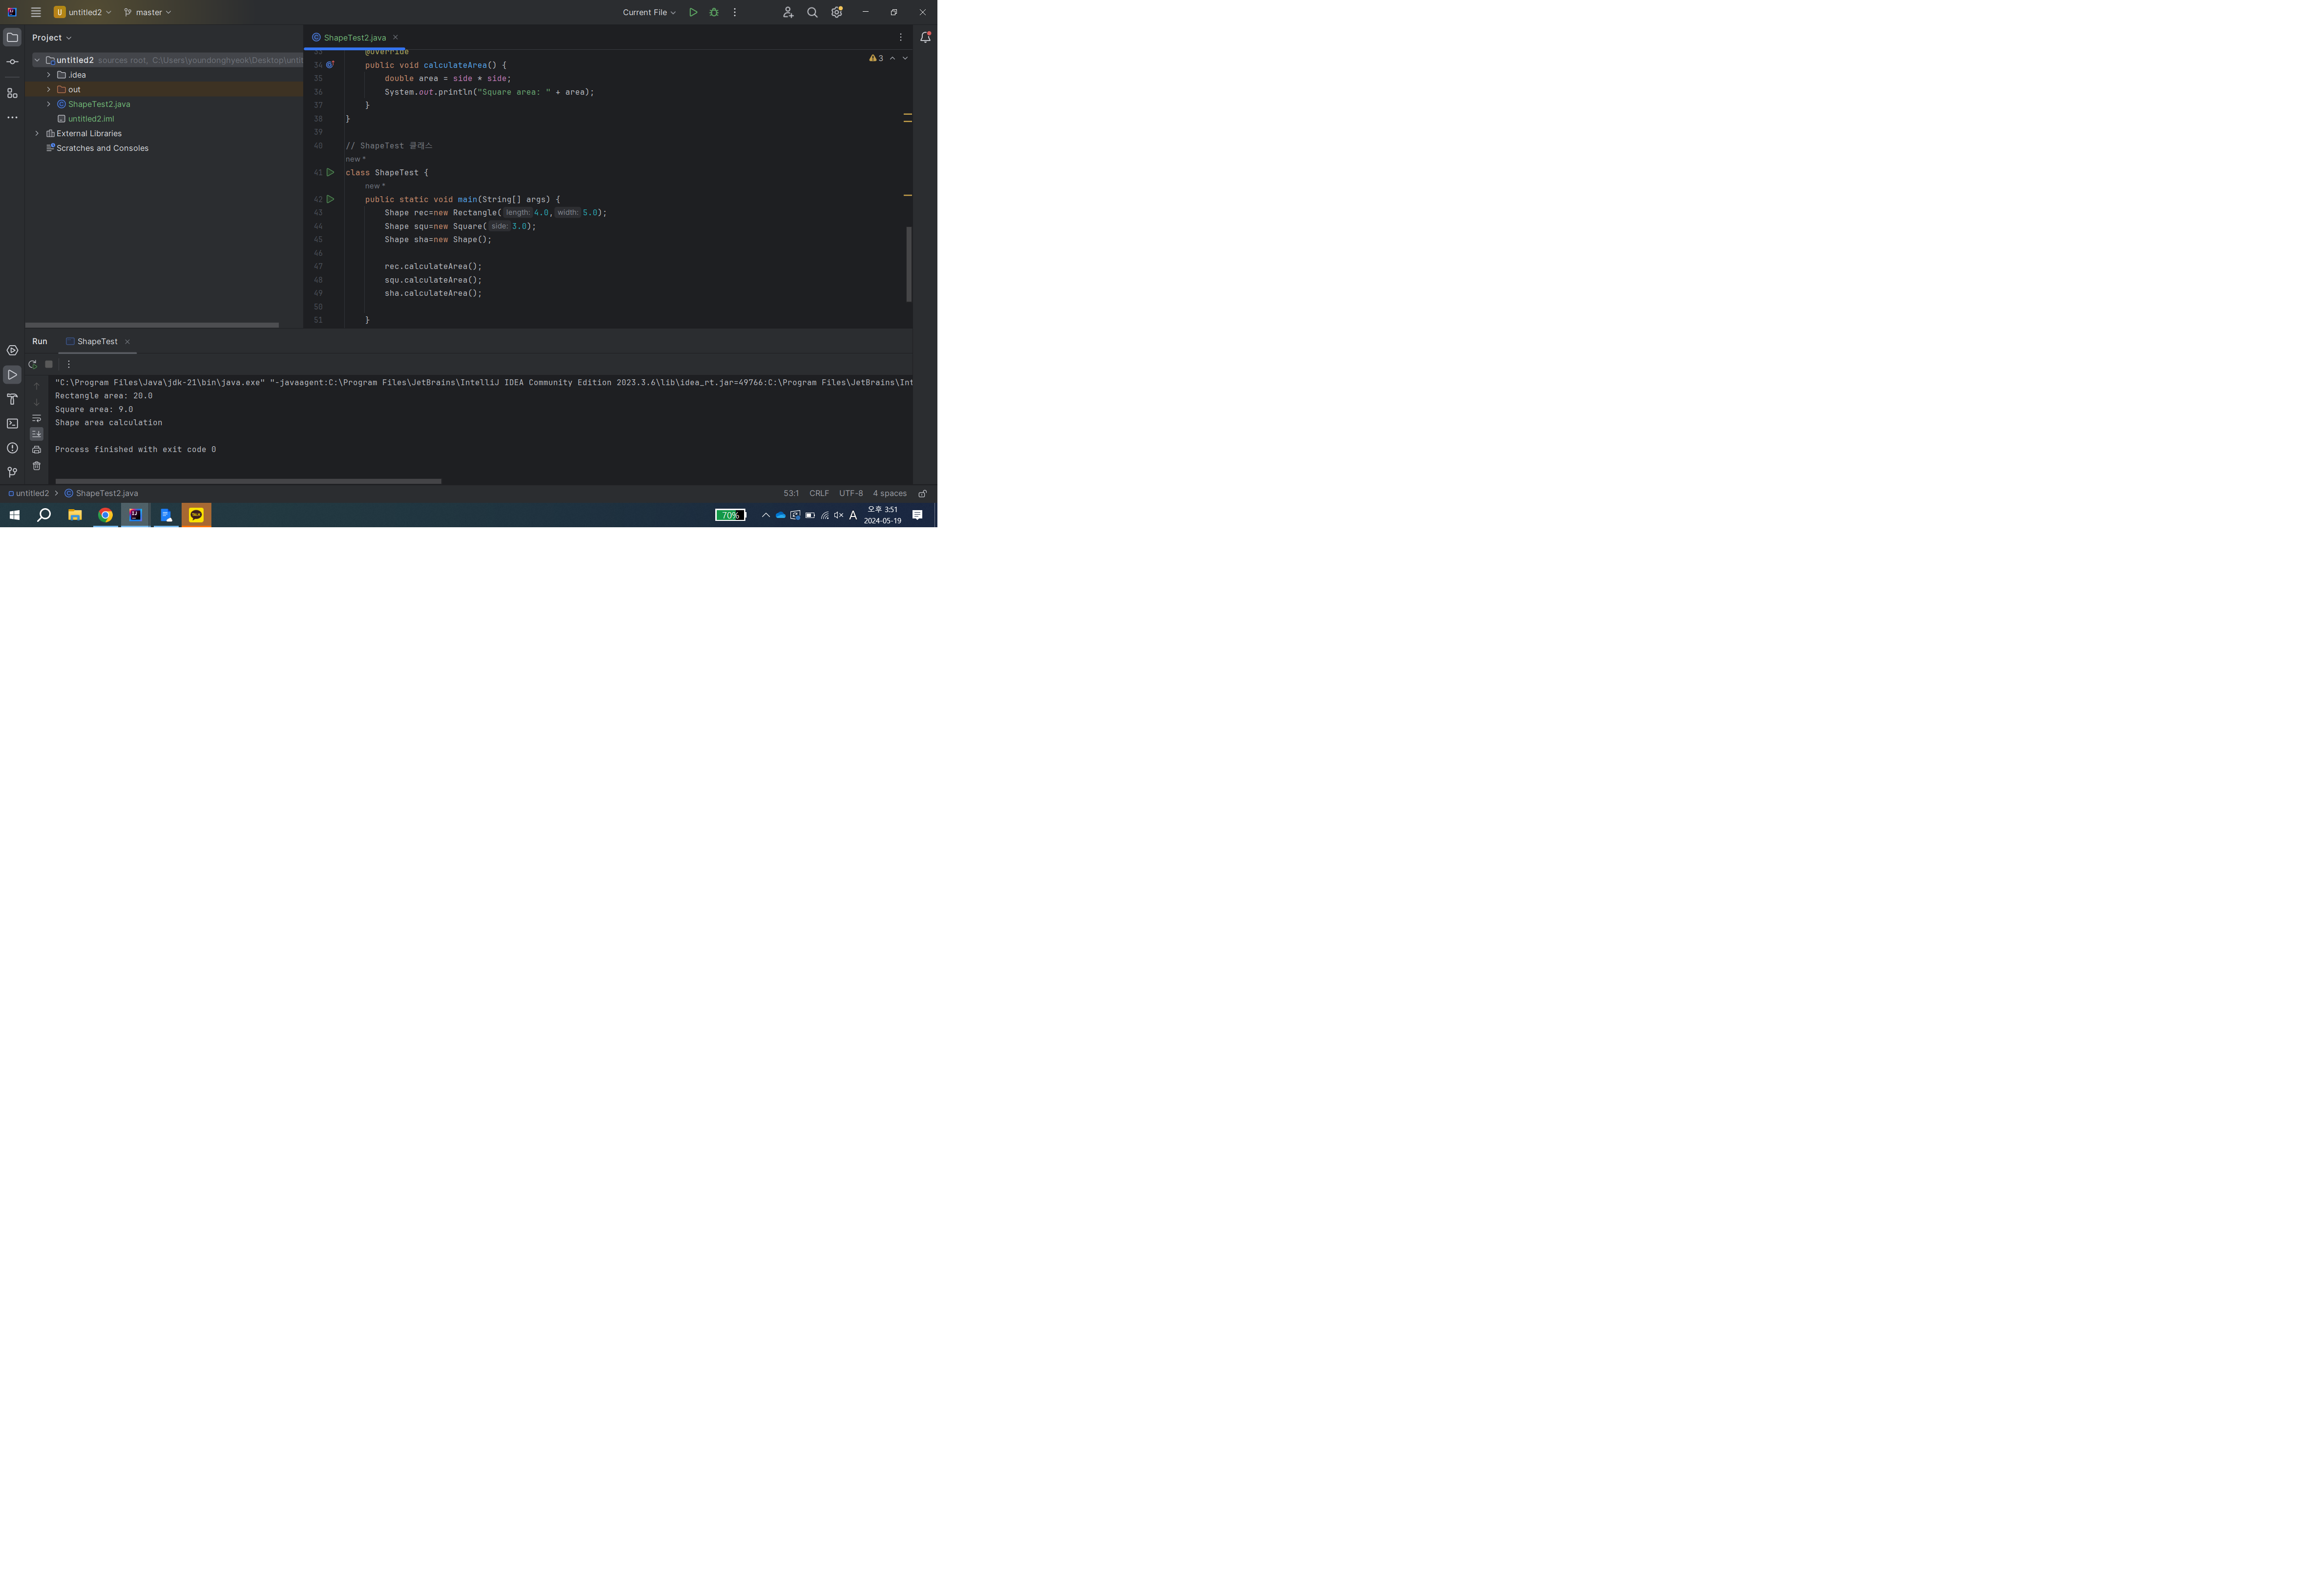 untitled2
master
Current File
Project
ShapeTest2.java
untitled2 sources root, C:\Users\youndonghyeok\Desktop\untit
.idea
out
ShapeTest2.java
untitled2.iml
External Libraries
Scratches and Consoles
3
33 @Override
34 public void calculateArea() {
35 double area = side * side;
36 System.out.println("Square area: " + area);
37 }
38 }
39
40 // ShapeTest 클래스
new *
41 class ShapeTest {
new *
42 public static void main(String[] args) {
43 Shape rec=new Rectangle( length: 4.0, width: 5.0);
44 Shape squ=new Square( side: 3.0);
45 Shape sha=new Shape();
46
47 rec.calculateArea();
48 squ.calculateArea();
49 sha.calculateArea();
50
51 }
Run ShapeTest
"C:\Program Files\Java\jdk-21\bin\java.exe" "-javaagent:C:\Program Files\JetBrains\IntelliJ IDEA Community Edition 2023.3.6\lib\idea_rt.jar=49766:C:\Program Files\JetBrains\Int
Rectangle area: 20.0
Square area: 9.0
Shape area calculation
Process finished with exit code 0
untitled2 ShapeTest2.java
53:1 CRLF UTF-8 4 spaces
70%
A
오후 3:51
2024-05-19